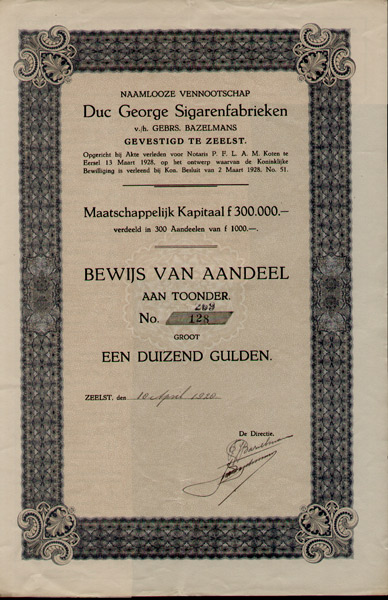 NAAMLOOZE VENNOOTSCHAP
Duc George Sigarenfabrieken
v./h. GEBRS. BAZELMANS
GEVESTIGD TE ZEELST.
Opgericht bij Akte verleden voor Notaris P. F. L. A. M. Koten te
Eersel 13 Maart 1928, op het ontwerp waarvan de Koninklijke
Bewilliging is verleend bij Kon. Besluit van 2 Maart 1928, No. 51.
Maatschappelijk Kapitaal f 300.000.—
verdeeld in 300 Aandeelen van f 1000.—.
BEWIJS VAN AANDEEL
AAN TOONDER.
No. 128
GROOT
EEN DUIZEND GULDEN.
ZEELST, den 10 April
De Directie,